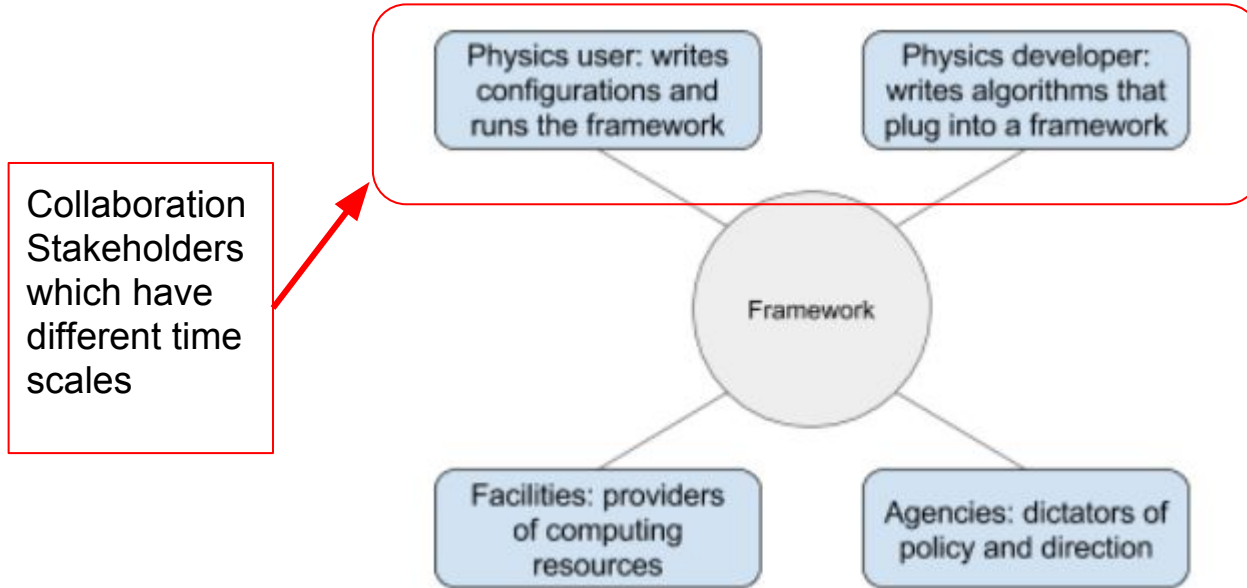 Physics user: writes
configurations and
runs the framework
Physics developer:
writes algorithms that
plug into a framework
Collaboration
Stakeholders
which have
different time
scales
Framework
Facilities: providers
of computing
resources
Agencies: dictators of
policy and direction